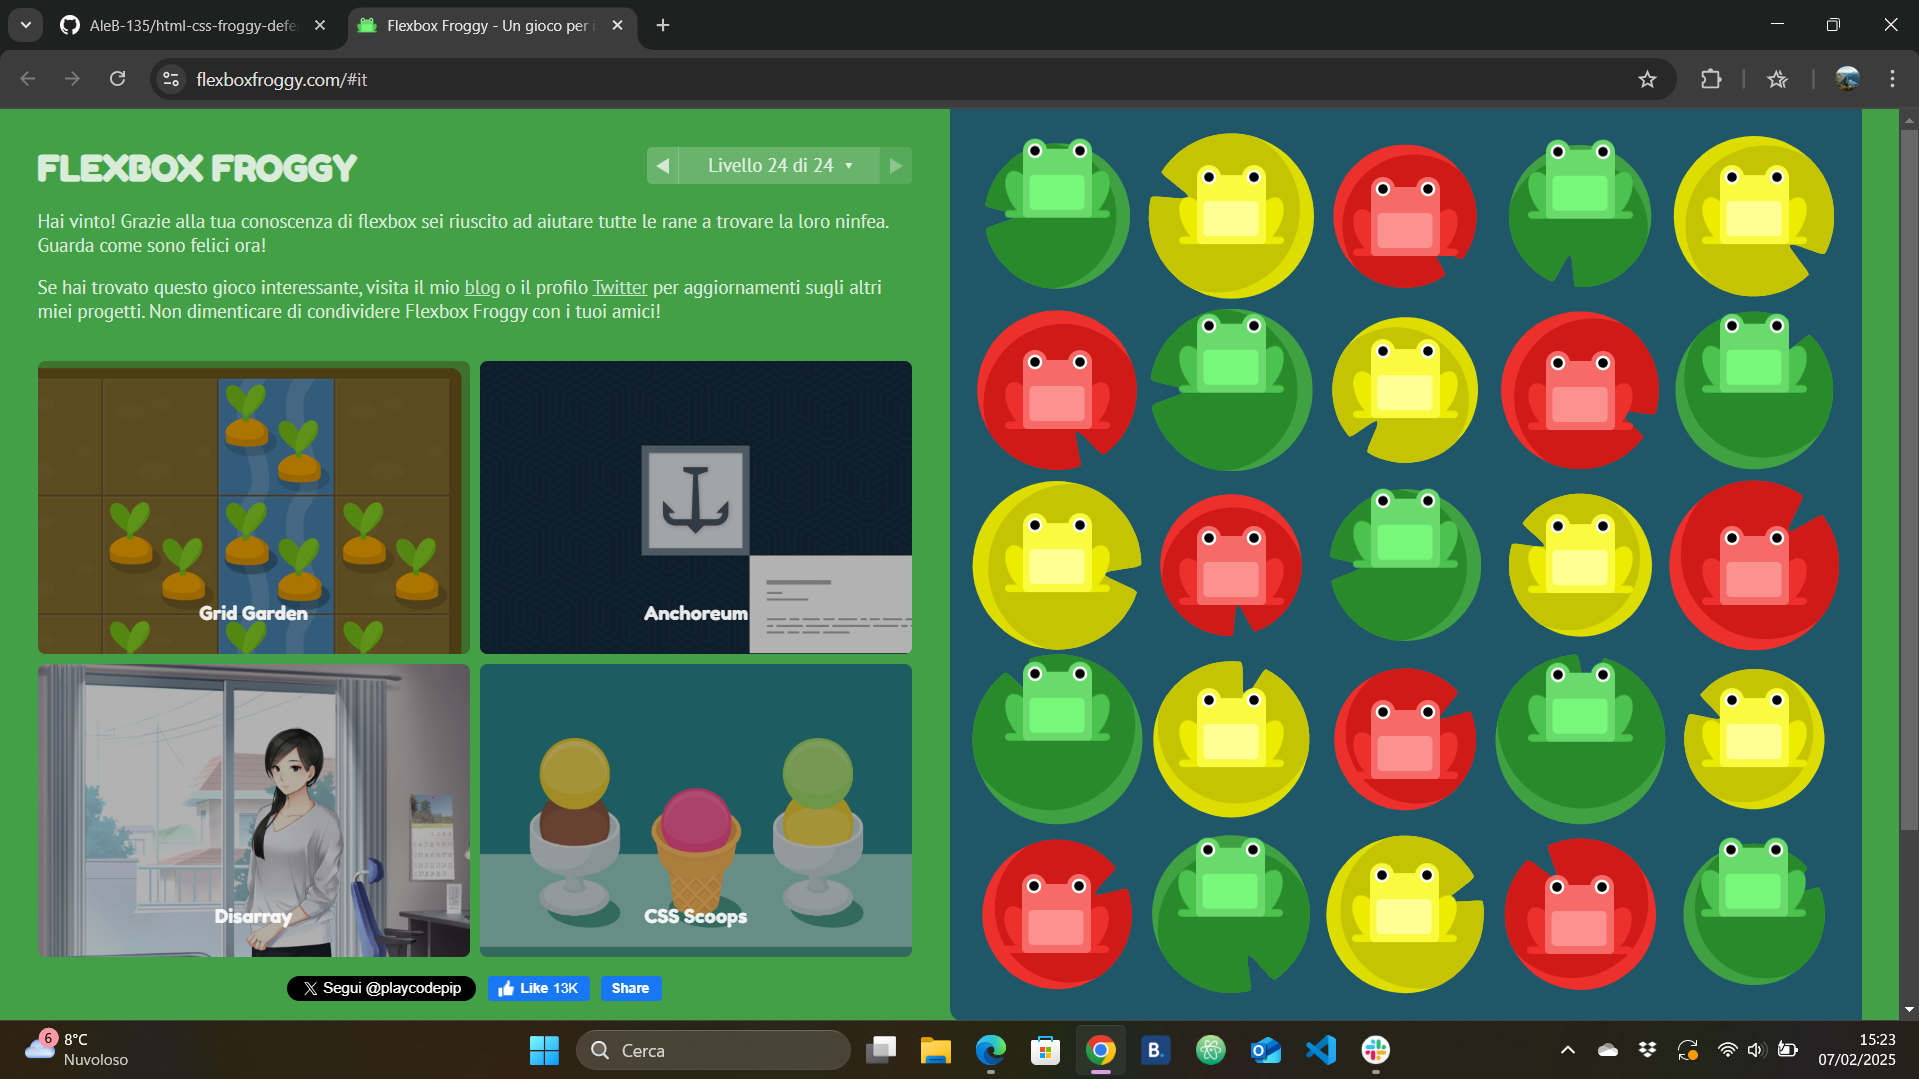 AleB-135/html-css-froggy-defe
Flexbox Froggy - Un gioco per i
flexboxfroggy.com/#it
FLEXBOX FROGGY
Livello 24 di 24
Hai vinto! Grazie alla tua conoscenza di flexbox sei riuscito ad aiutare tutte le rane a trovare la loro ninfea.
Guarda come sono felici ora!
Se hai trovato questo gioco interessante, visita il mio blog o il profilo Twitter per aggiornamenti sugli altri
miei progetti. Non dimenticare di condividere Flexbox Froggy con i tuoi amici!
Grid Garden
Anchoreum
Disarray
CSS Scoops
Segui @playcodepip
Like 13K
Share
6
8°C
Nuvoloso
Cerca
B.
15:23
07/02/2025